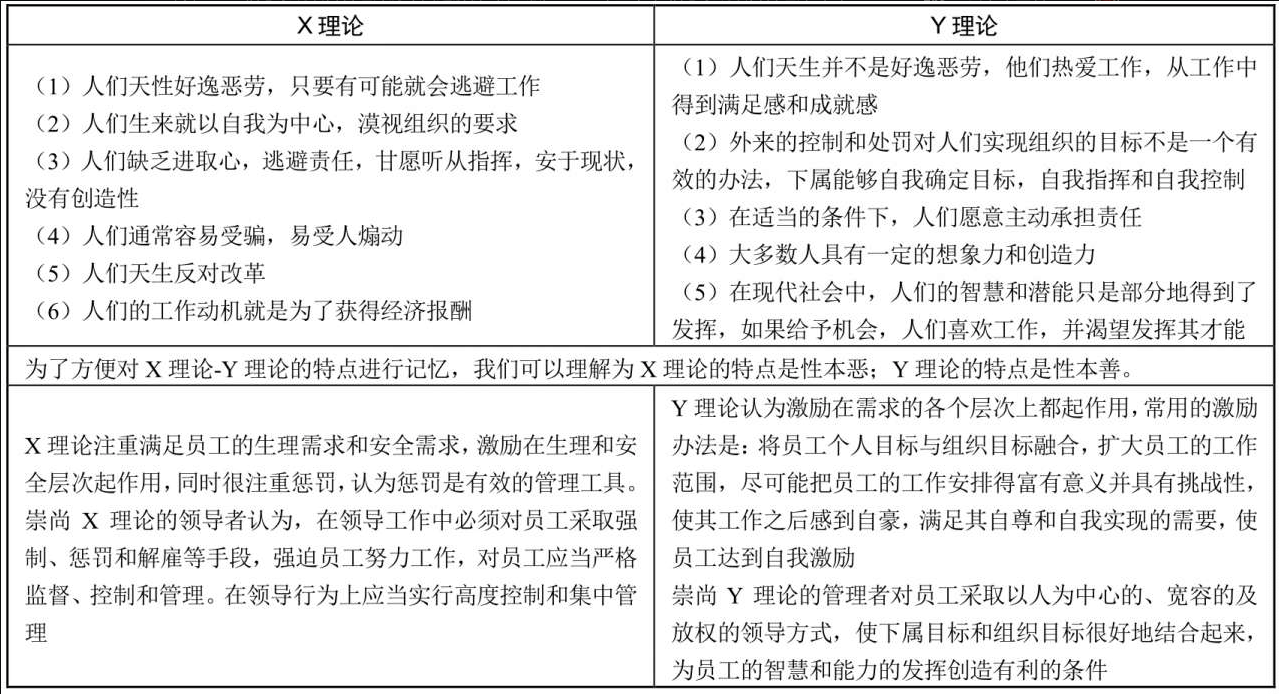 X 理论
Y 理论
（1）人们天性好逸恶劳，只要有可能就会逃避工作
（2）人们生来就以自我为中心，漠视组织的要求
（3）人们缺乏进取心，逃避责任，甘愿听从指挥，安于现状，
没有创造性
（4）人们通常容易受骗，易受人煽动
（5）人们天生反对改革
（6）人们的工作动机就是为了获得经济报酬
（1）人们天生并不是好逸恶劳，他们热爱工作，从工作中
得到满足感和成就感
（2）外来的控制和处罚对人们实现组织的目标不是一个有
效的办法，下属能够自我确定目标，自我指挥和自我控制
（3）在适当的条件下，人们愿意主动承担责任
（4）大多数人具有一定的想象力和创造力
（5）在现代社会中，人们的智慧和潜能只是部分地得到了
发挥，如果给予机会，人们喜欢工作，并渴望发挥其才能
为了方便对 X 理论-Y 理论的特点进行记忆，我们可以理解为 X 理论的特点是性本恶；Y 理论的特点是性本善。
X 理论注重满足员工的生理需求和安全需求，激励在生理和安
全层次起作用，同时很注重惩罚，认为惩罚是有效的管理工具。
崇尚 X 理论的领导者认为，在领导工作中必须对员工采取强
制、惩罚和解雇等手段，强迫员工努力工作，对员工应当严格
监督、控制和管理。在领导行为上应当实行高度控制和集中管
理
Y 理论认为激励在需求的各个层次上都起作用，常用的激励
办法是：将员工个人目标与组织目标融合，扩大员工的工作
范围，尽可能把员工的工作安排得富有意义并具有挑战性，
使其工作之后感到自豪，满足其自尊和自我实现的需要，使
员工达到自我激励
崇尚 Y 理论的管理者对员工采取以人为中心的、宽容的及
放权的领导方式，使下属目标和组织目标很好地结合起来，
为员工的智慧和能力的发挥创造有利的条件